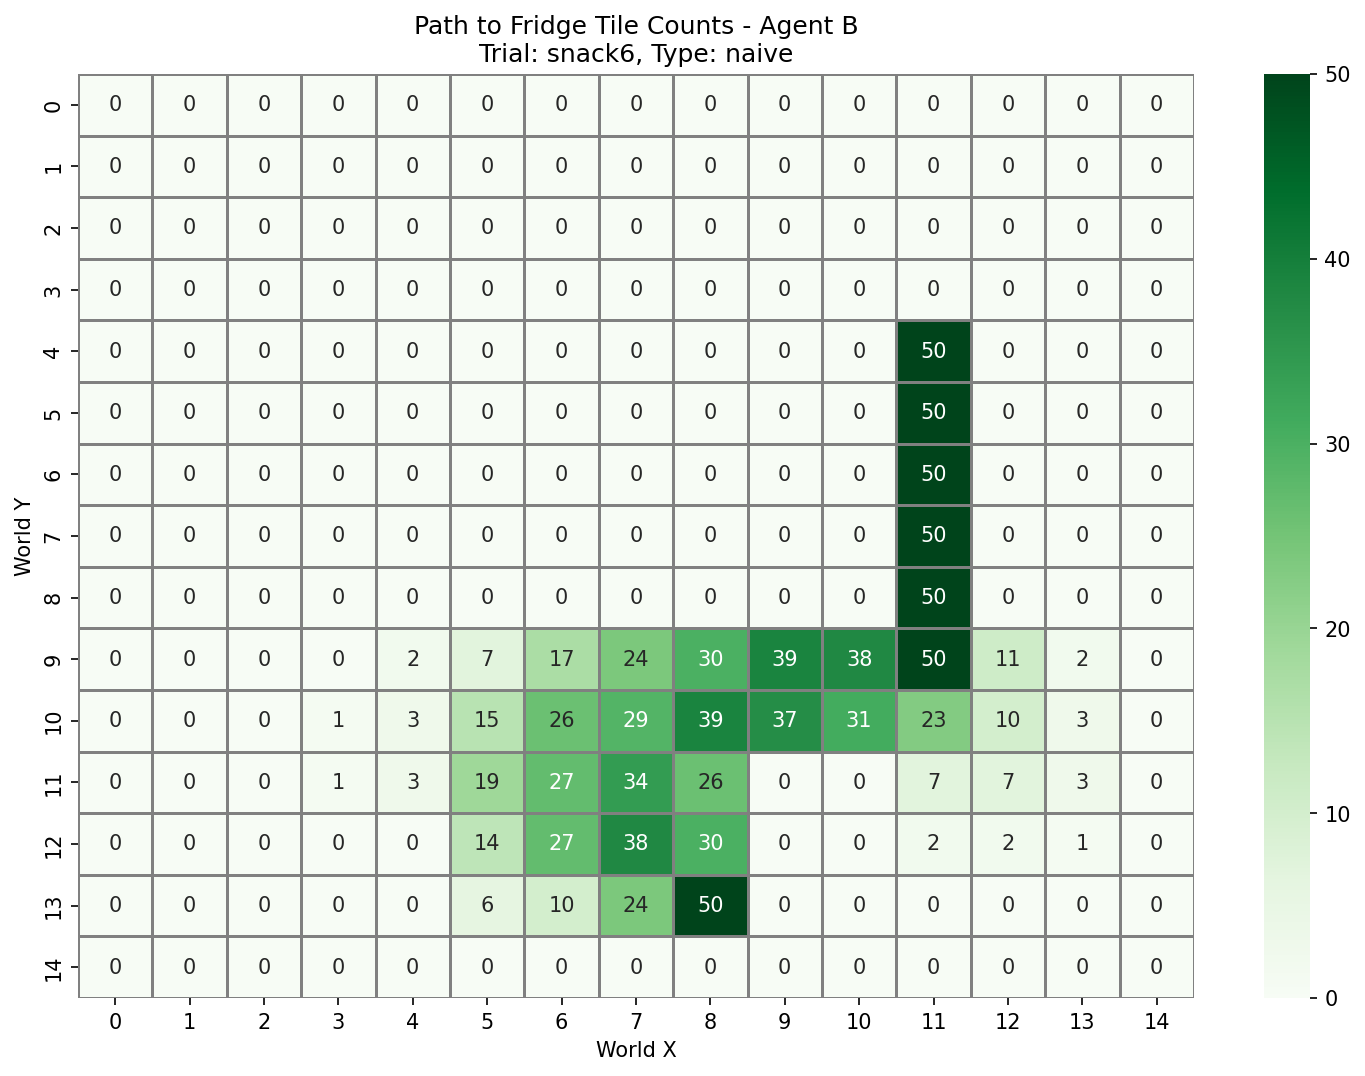 Path to Fridge Tile Counts - Agent B
Trial: snack6, Type: naive
0 0 0 0 0 0 0 0 0 0 0 0 0 0 0 0
1 0 0 0 0 0 0 0 0 0 0 0 0 0 0 0
2 0 0 0 0 0 0 0 0 0 0 0 0 0 0 0
3 0 0 0 0 0 0 0 0 0 0 0 0 0 0 0
4 0 0 0 0 0 0 0 0 0 0 0 50 0 0 0
5 0 0 0 0 0 0 0 0 0 0 0 50 0 0 0
6 0 0 0 0 0 0 0 0 0 0 0 50 0 0 0
7 0 0 0 0 0 0 0 0 0 0 0 50 0 0 0
8 0 0 0 0 0 0 0 0 0 0 0 50 0 0 0
9 0 0 0 0 2 7 17 24 30 39 38 50 11 2 0
10 0 0 0 1 3 15 26 29 39 37 31 23 10 3 0
11 0 0 0 1 3 19 27 34 26 0 0 7 7 3 0
12 0 0 0 0 0 14 27 38 30 0 0 2 2 1 0
13 0 0 0 0 0 6 10 24 50 0 0 0 0 0 0
14 0 0 0 0 0 0 0 0 0 0 0 0 0 0 0
0 1 2 3 4 5 6 7 8 9 10 11 12 13 14
World X
World Y
50
40
30
20
10
0